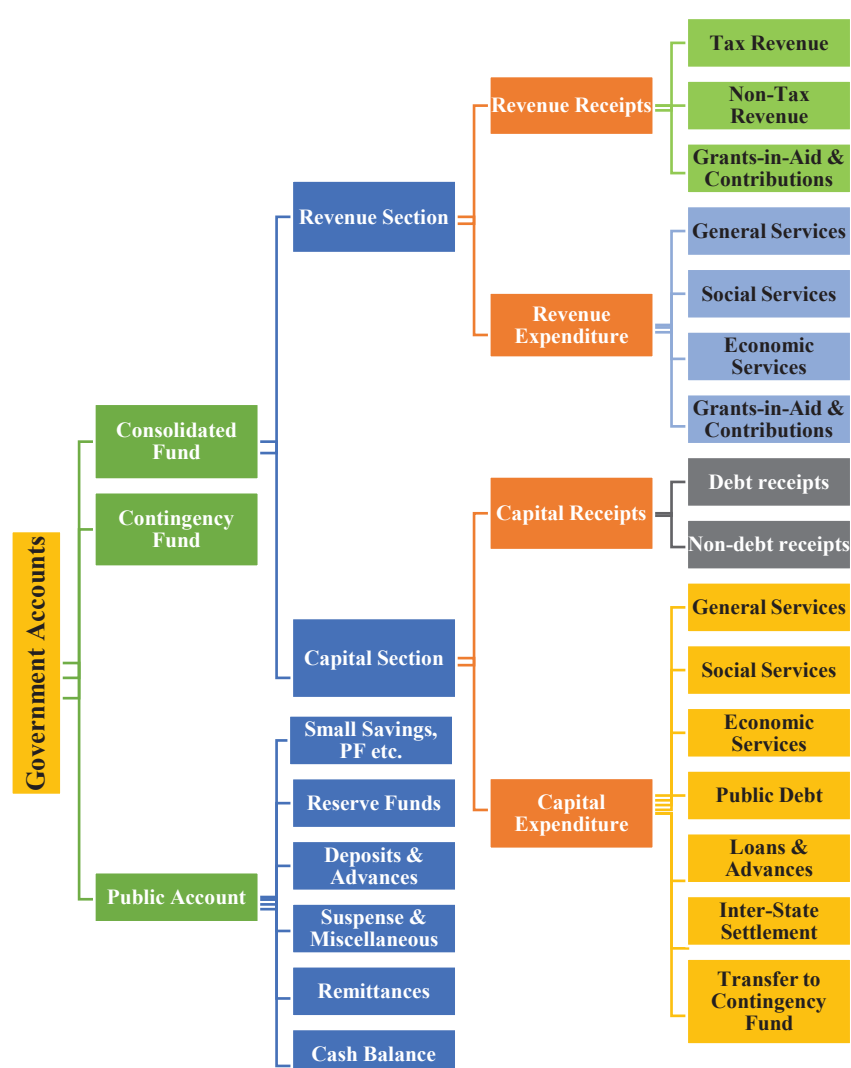 Government Accounts
Consolidated
Fund
Contingency
Fund
Public Account
Revenue Section
Capital Section
Small Savings,
PF etc.
Reserve Funds
Deposits &
Advances
Suspense &
Miscellaneous
Remittances
Cash Balance
Revenue Receipts
Revenue
Expenditure
Capital Receipts
Capital
Expenditure
Tax Revenue
Non-Tax
Revenue
Grants-in-Aid &
Contributions
General Services
Social Services
Economic
Services
Grants-in-Aid &
Contributions
Debt receipts
Non-debt receipts
General Services
Social Services
Economic
Services
Public Debt
Loans &
Advances
Inter-State
Settlement
Transfer to
Contingency
Fund